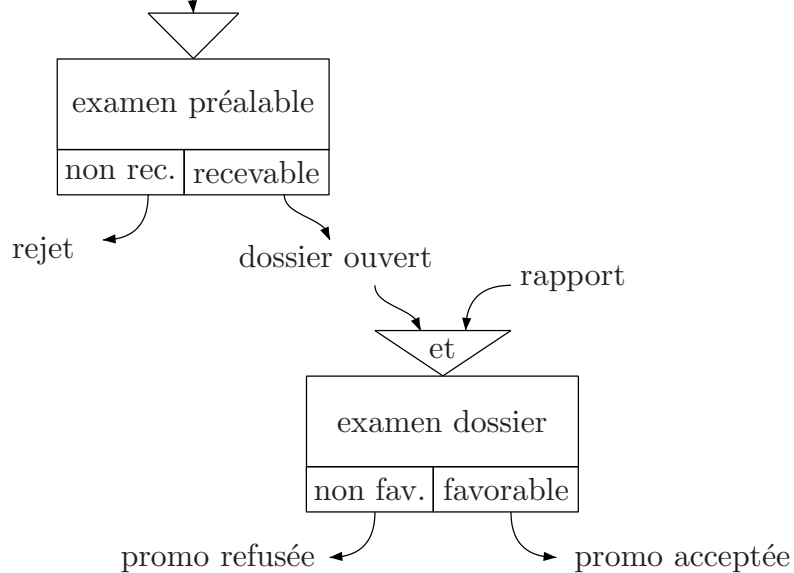 examen préalable
non rec. recevable
rejet
dossier ouvert
rapport
et
examen dossier
non fav. favorable
promo refusée promo acceptée